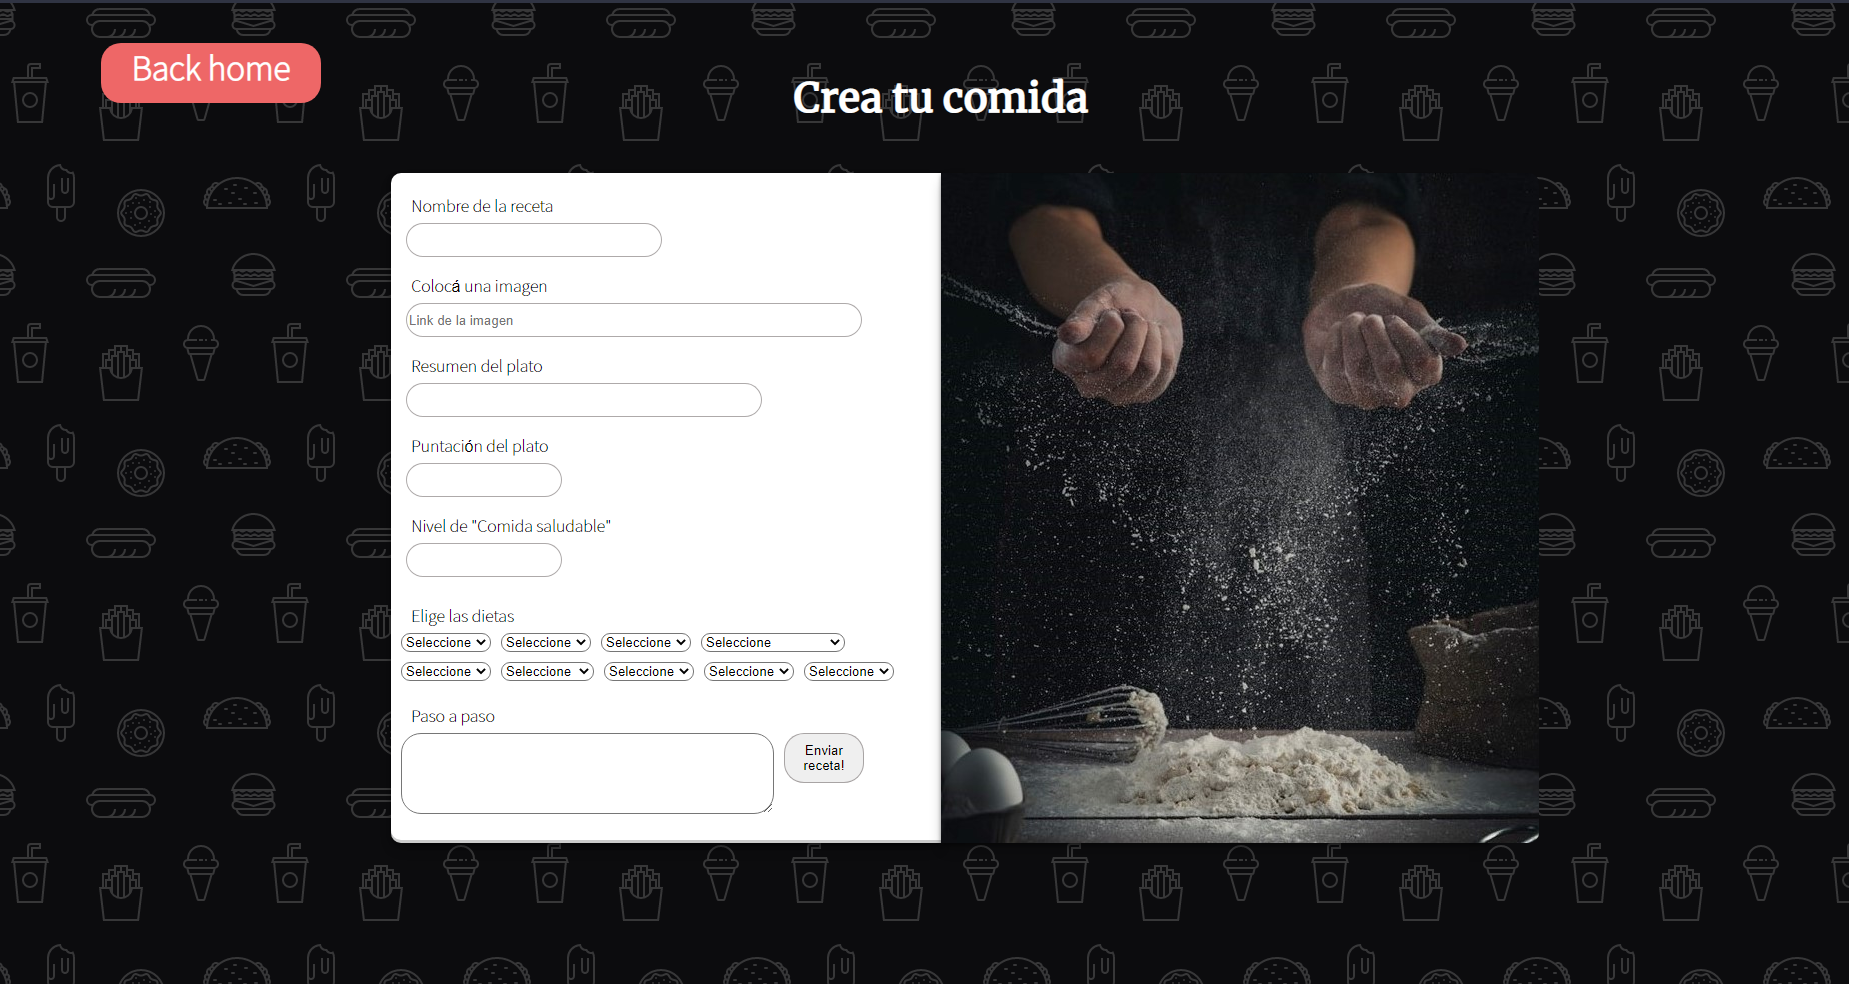 Back home
Crea tu comida
Nombre de la receta
Colocá una imagen
Link de la imagen
Resumen del plato
Puntación del plato
Nivel de "Comida saludable"
Elige las dietas
Seleccione Seleccione Seleccione Seleccione
Seleccione Seleccione Seleccione Seleccione Seleccione
Paso a paso
Enviar
receta!